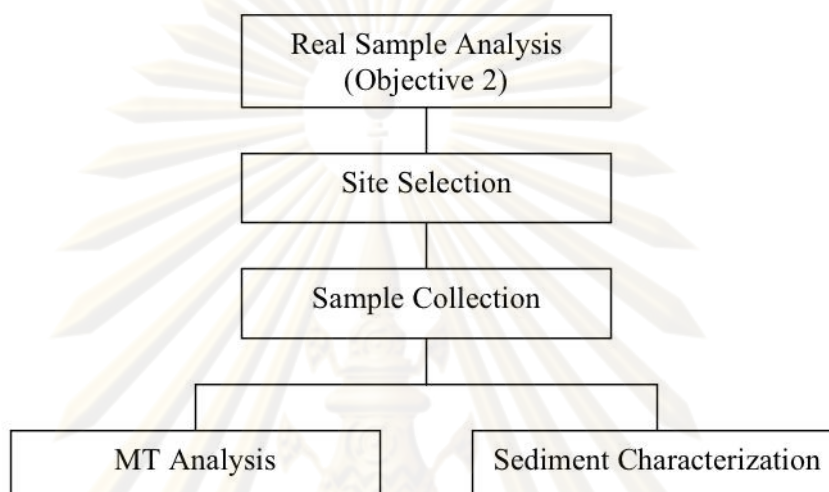 Real Sample Analysis
(Objective 2)
Site Selection
Sample Collection
MT Analysis
Sediment Characterization